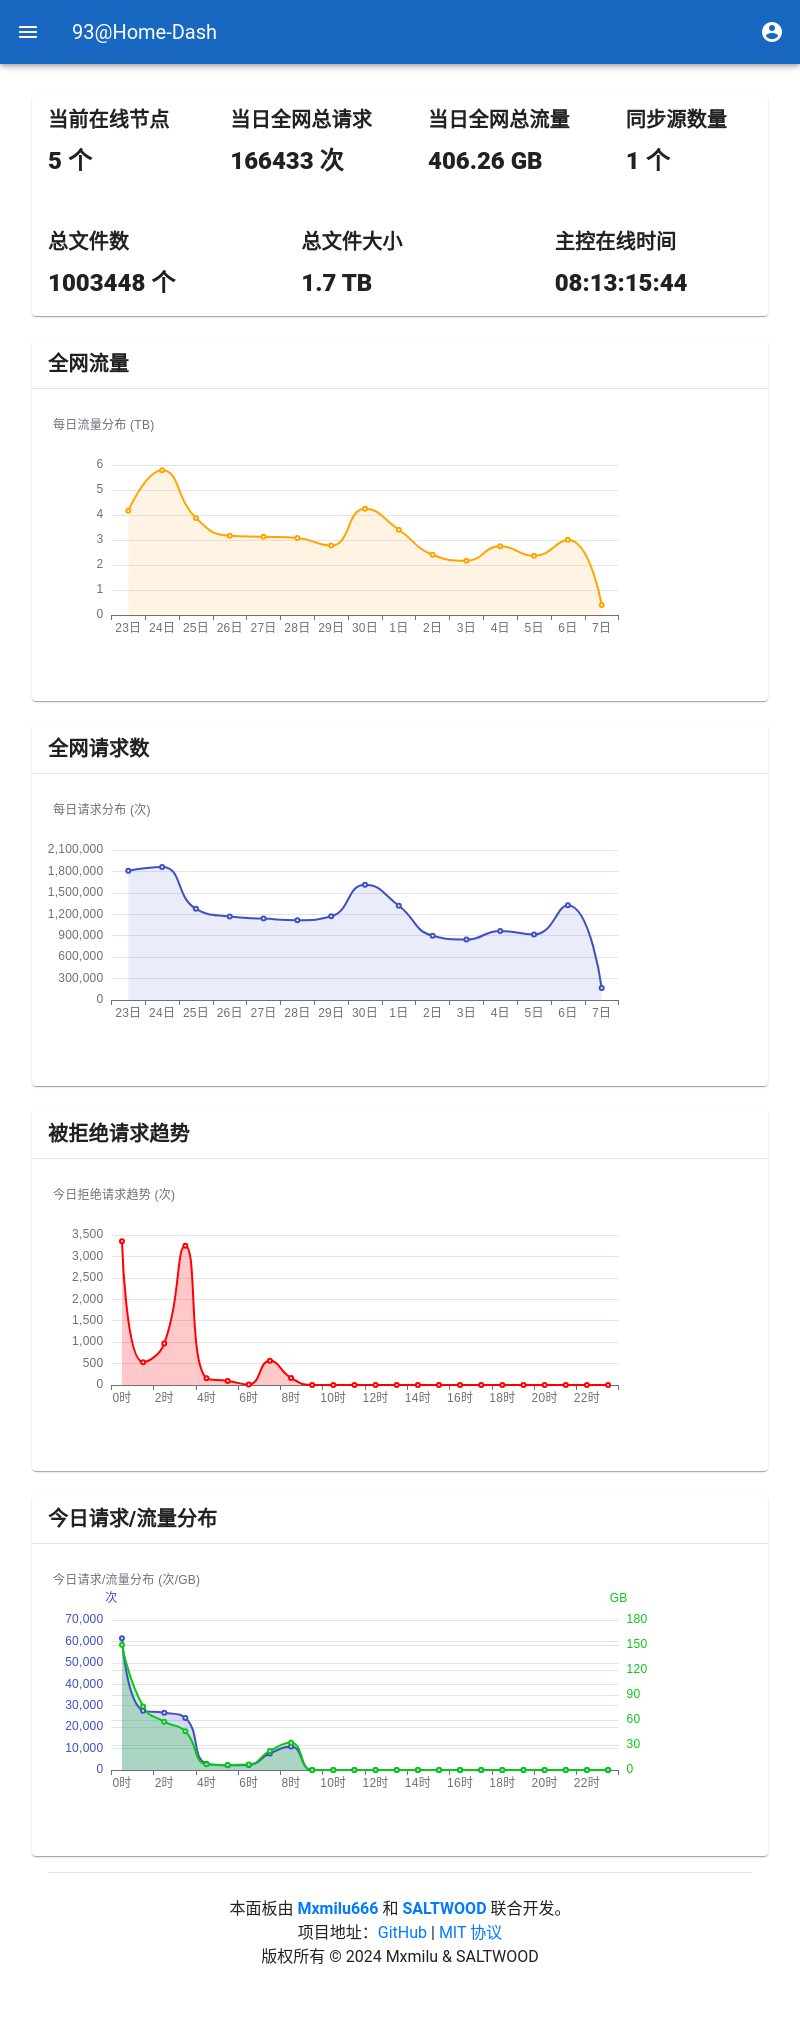 93@Home-Dash
当前在线节点 当日全网总请求 当日全网总流量 同步源数量
5 个 166433 次 406.26 GB 1 个
总文件数 总文件大小 主控在线时间
1003448 个 1.7 TB 08:13:15:44
全网流量
每日流量分布 (TB)
6
5
4
3
2
1
0
23日 24日 25日 26日 27日 28日 29日 30日 1日 2日 3日 4日 5日 6日 7日
全网请求数
每日请求分布 (次)
2,100,000
1,800,000
1,500,000
1,200,000
900,000
600,000
300,000
0
23日 24日 25日 26日 27日 28日 29日 30日 1日 2日 3日 4日 5日 6日 7日
被拒绝请求趋势
今日拒绝请求趋势 (次)
3,500
3,000
2,500
2,000
1,500
1,000
500
0
0时 2时 4时 6时 8时 10时 12时 14时 16时 18时 20时 22时
今日请求/流量分布
今日请求/流量分布 (次/GB)
次 GB
70,000 180
60,000 150
50,000 120
40,000 90
30,000 60
20,000 30
10,000 0
0
0时 2时 4时 6时 8时 10时 12时 14时 16时 18时 20时 22时
本面板由 Mxmilu666 和 SALTWOOD 联合开发。
项目地址：GitHub | MIT 协议
版权所有 © 2024 Mxmilu & SALTWOOD